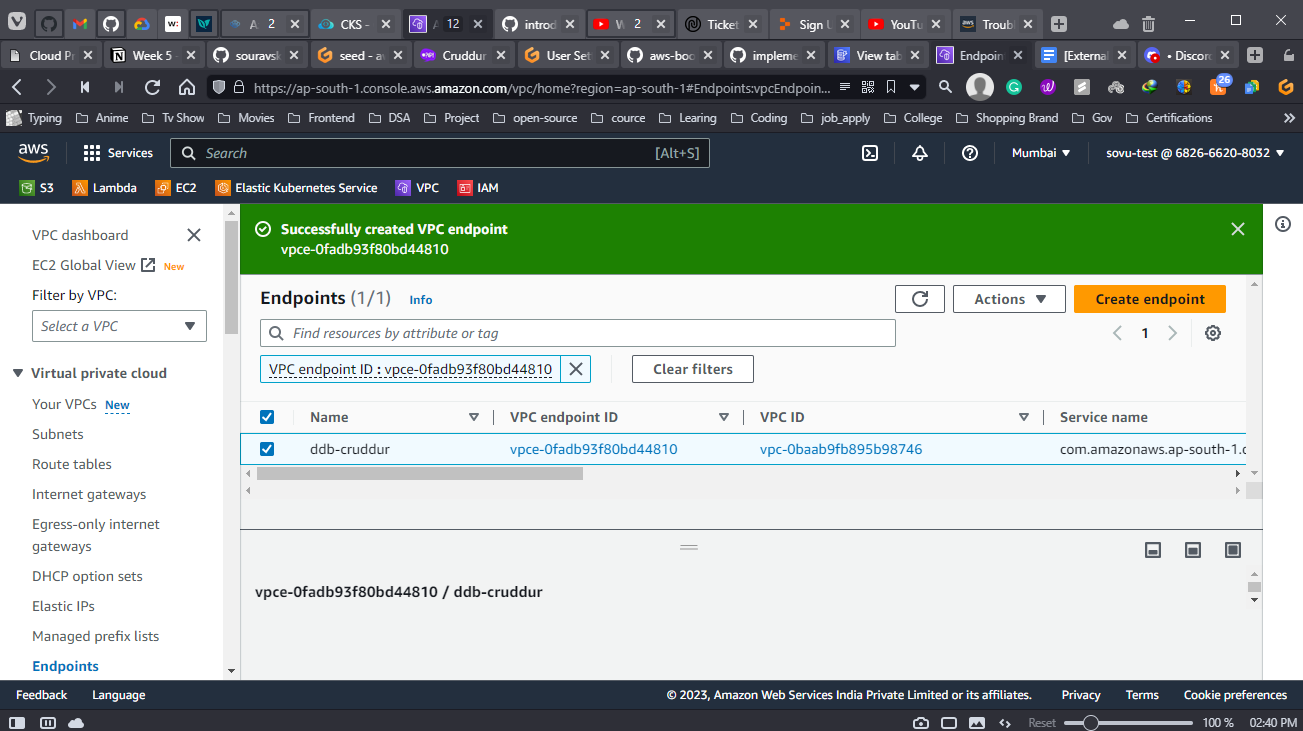 A 2
CKS -
A 12
introd
W 2
Ticket
Sign U
YouTu
Troubl
Cloud Pr
Week 5
souravsk
seed - av
Cruddur
User Set
aws-boo
impleme
View tab
Endpoin
[External
• Discor
https://ap-south-1.console.aws.amazon.com/vpc/home?region=ap-south-1#Endpoints:vpcEndpoin...
26
Typing Anime Tv Show Movies Frontend DSA Project open-source cource Learing Coding job_apply College Shopping Brand Gov Certifications
aws Services Search [Alt+S] Mumbai sovu-test @ 6826-6620-8032
S3 Lambda EC2 Elastic Kubernetes Service VPC IAM
VPC dashboard
EC2 Global View New
Filter by VPC:
Select a VPC
Virtual private cloud
Your VPCs New
Subnets
Route tables
Internet gateways
Egress-only internet
gateways
DHCP option sets
Elastic IPs
Managed prefix lists
Endpoints
Successfully created VPC endpoint
vpce-0fadb93f80bd44810
Endpoints (1/1) Info
Actions
Create endpoint
Find resources by attribute or tag
1
VPC endpoint ID : vpce-0fadb93f80bd44810
Clear filters
Name VPC endpoint ID VPC ID Service name
ddb-cruddur vpce-0fadb93f80bd44810 vpc-0baab9fb895b98746 com.amazonaws.ap-south-1.d
vpce-0fadb93f80bd44810 / ddb-cruddur
Feedback Language © 2023, Amazon Web Services India Private Limited or its affiliates. Privacy Terms Cookie preferences
Reset 100 % 02:40 PM